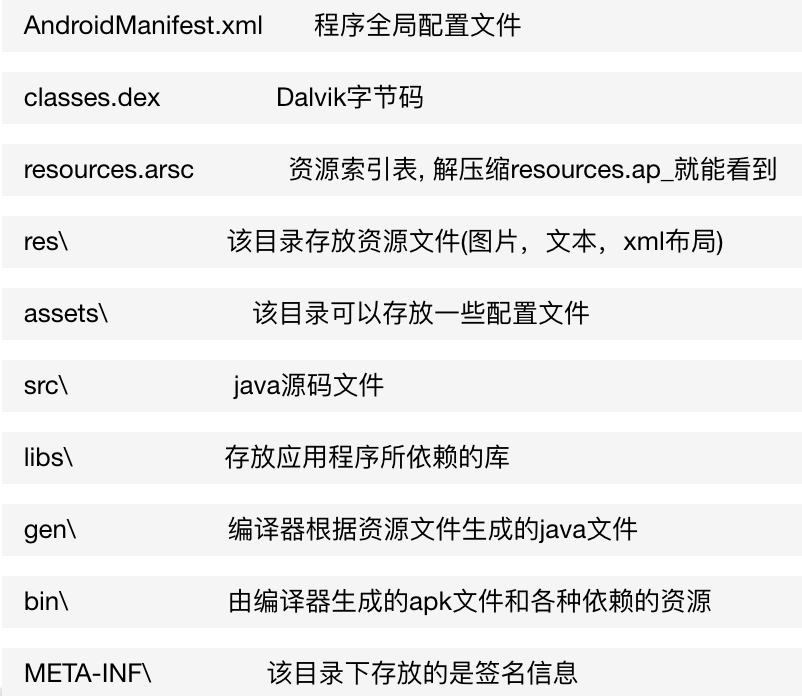 AndroidManifest.xml 程序全局配置文件
classes.dex Dalvik字节码
resources.arsc 资源索引表, 解压缩resources.ap_就能看到
res\ 该目录存放资源文件(图片，文本，xml布局)
assets\ 该目录可以存放一些配置文件
src\ java源码文件
libs\ 存放应用程序所依赖的库
gen\ 编译器根据资源文件生成的java文件
bin\ 由编译器生成的apk文件和各种依赖的资源
META-INF\ 该目录下存放的是签名信息